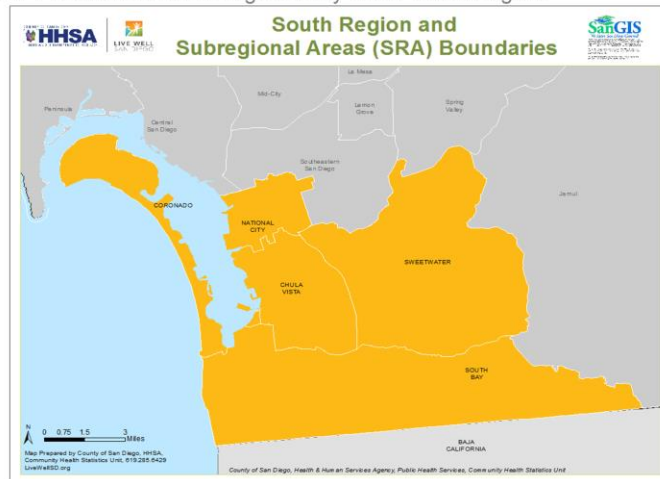 South Region and
Subregional Areas (SRA) Boundaries
HHSA
LIVE WELL
SAN DIEGO
SanGIS
La Mesa
Mid-City
Peninsula
Central
San Diego
Lemon
Grove
Spring
Valley
Southeastern
San Diego
Jamul
CORONADO
NATIONAL
CITY
SWEETWATER
CHULA
VISTA
SOUTH
BAY
BAJA
CALIFORNIA
N
0 0.75 1.5 3
Miles
Map Prepared by County of San Diego, HHSA,
Community Health Statistics Unit, 619.285.6429
LiveWellSD.org
County of San Diego, Health & Human Services Agency, Public Health Services, Community Health Statistics Unit